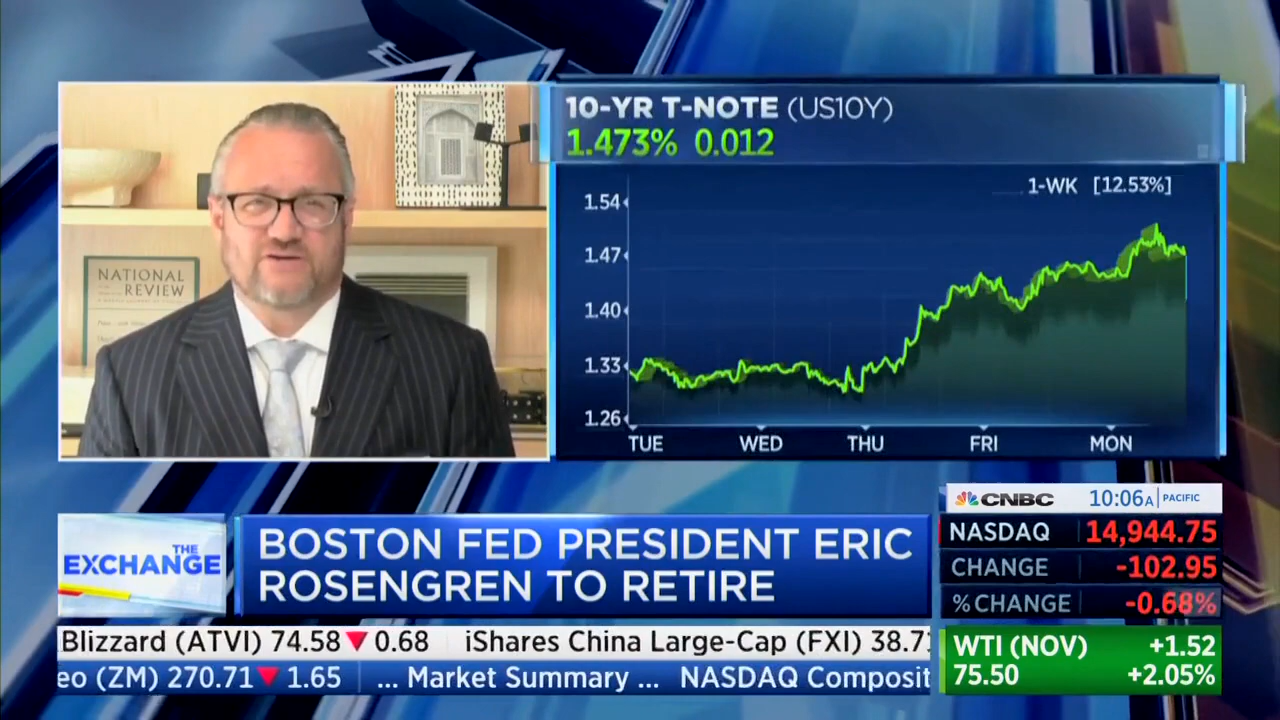 10-YR T-NOTE (US10Y)
1.473% 0.012
1-WK [12.53%]
1.54
1.47
1.40
1.33
1.26
TUE WED THU FRI MON
NATIONAL
REVIEW
CNBC 10:06A PACIFIC
NASDAQ 14,944.75
CHANGE -102.95
% CHANGE -0.68%
WTI (NOV) +1.52
75.50 +2.05%
THE
EXCHANGE
BOSTON FED PRESIDENT ERIC
ROSENGREN TO RETIRE
Blizzard (ATVI) 74.58 ▼ 0.68 iShares China Large-Cap (FXI) 38.71
eo (ZM) 270.71 ▼ 1.65 ... Market Summary ... NASDAQ Composit